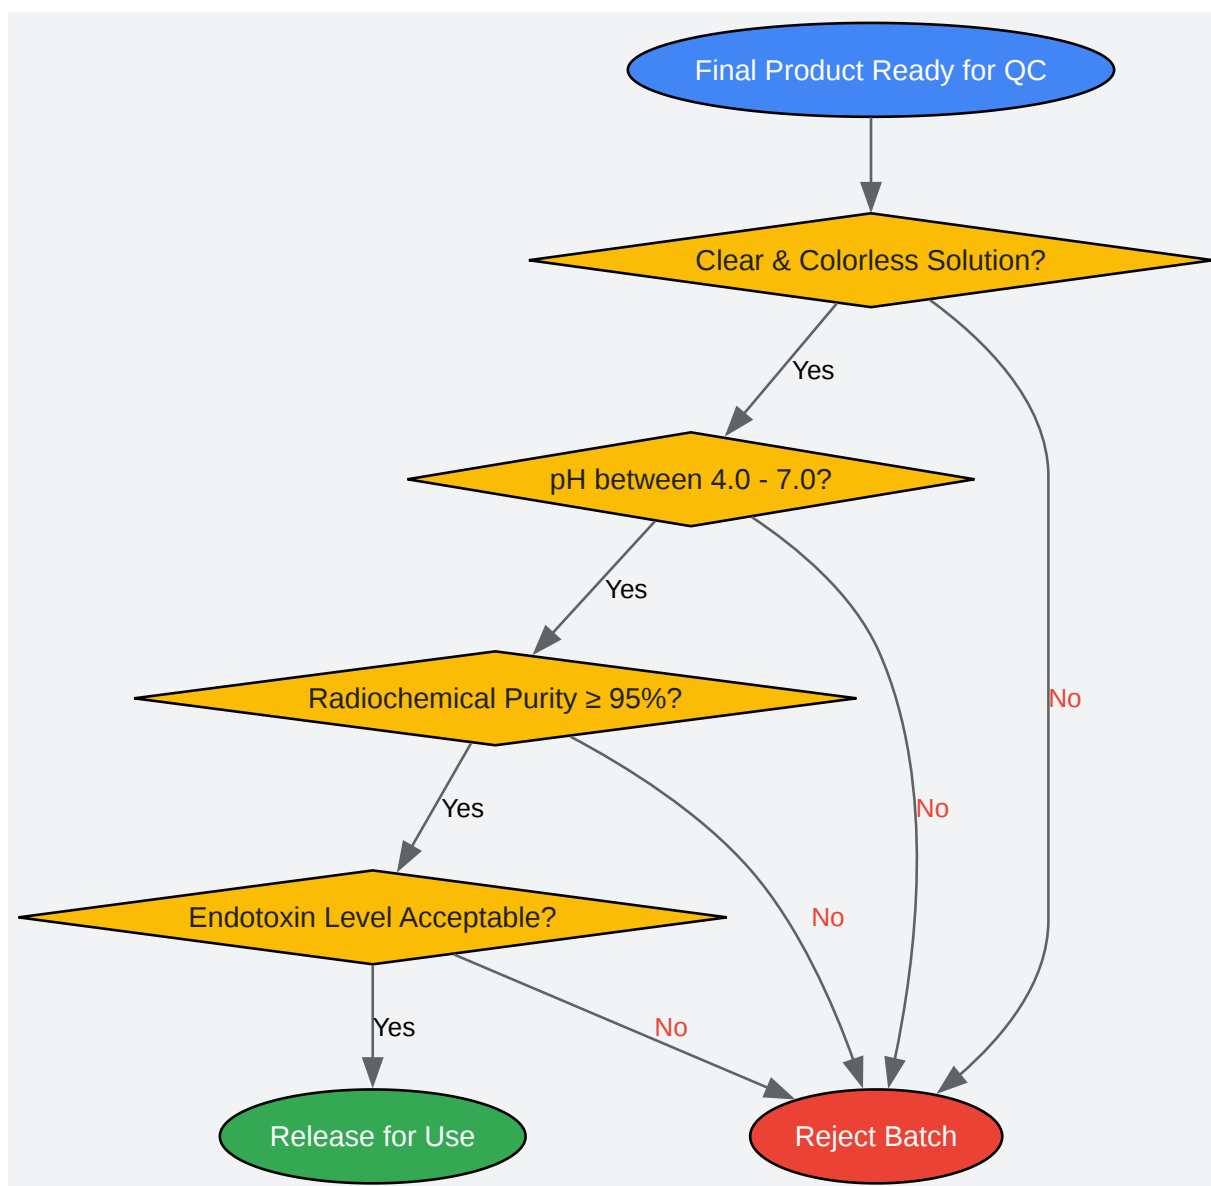 Final Product Ready for QC
Clear & Colorless Solution?
Yes
pH between 4.0 - 7.0?
Yes
Radiochemical Purity ≥ 95%?
No
Yes
No
Endotoxin Level Acceptable?
No
Yes
No
Release for Use
Reject Batch